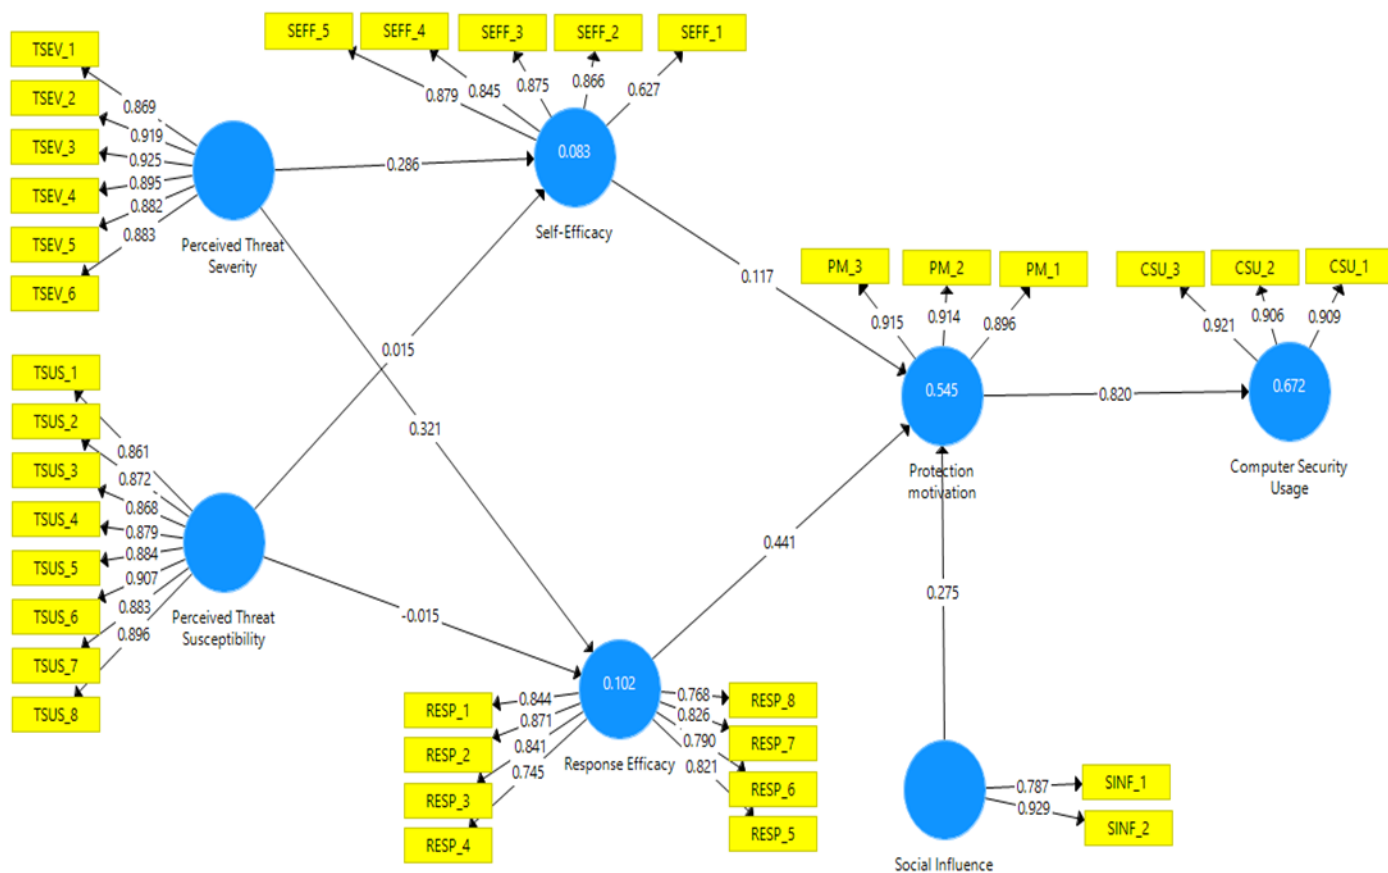 SEFF_5
SEFF_4
SEFF_3
SEFF_2
SEFF_1
0.879
0.845
0.875
0.866
0.627
TSEV_1
TSEV_2
TSEV_3
TSEV_4
TSEV_5
TSEV_6
0.869
0.919
0.925
0.895
0.882
0.883
Perceived Threat
Severity
0.286
0.083
Self-Efficacy
0.015
0.321
0.117
TSUS_1
TSUS_2
TSUS_3
TSUS_4
TSUS_5
TSUS_6
TSUS_7
TSUS_8
0.861
0.872
0.868
0.879
0.884
0.907
0.883
0.896
Perceived Threat
Susceptibility
-0.015
PM_3
PM_2
PM_1
0.915
0.914
0.896
0.545
Protection
motivation
0.820
CSU_3
CSU_2
CSU_1
0.921
0.906
0.909
0.672
Computer Security
Usage
0.441
0.275
0.102
Response Efficacy
RESP_1
RESP_2
RESP_3
RESP_4
0.844
0.871
0.841
0.745
0.768
0.826
0.790
0.821
RESP_8
RESP_7
RESP_6
RESP_5
0.787
0.929
SINF_1
SINF_2
Social Influence